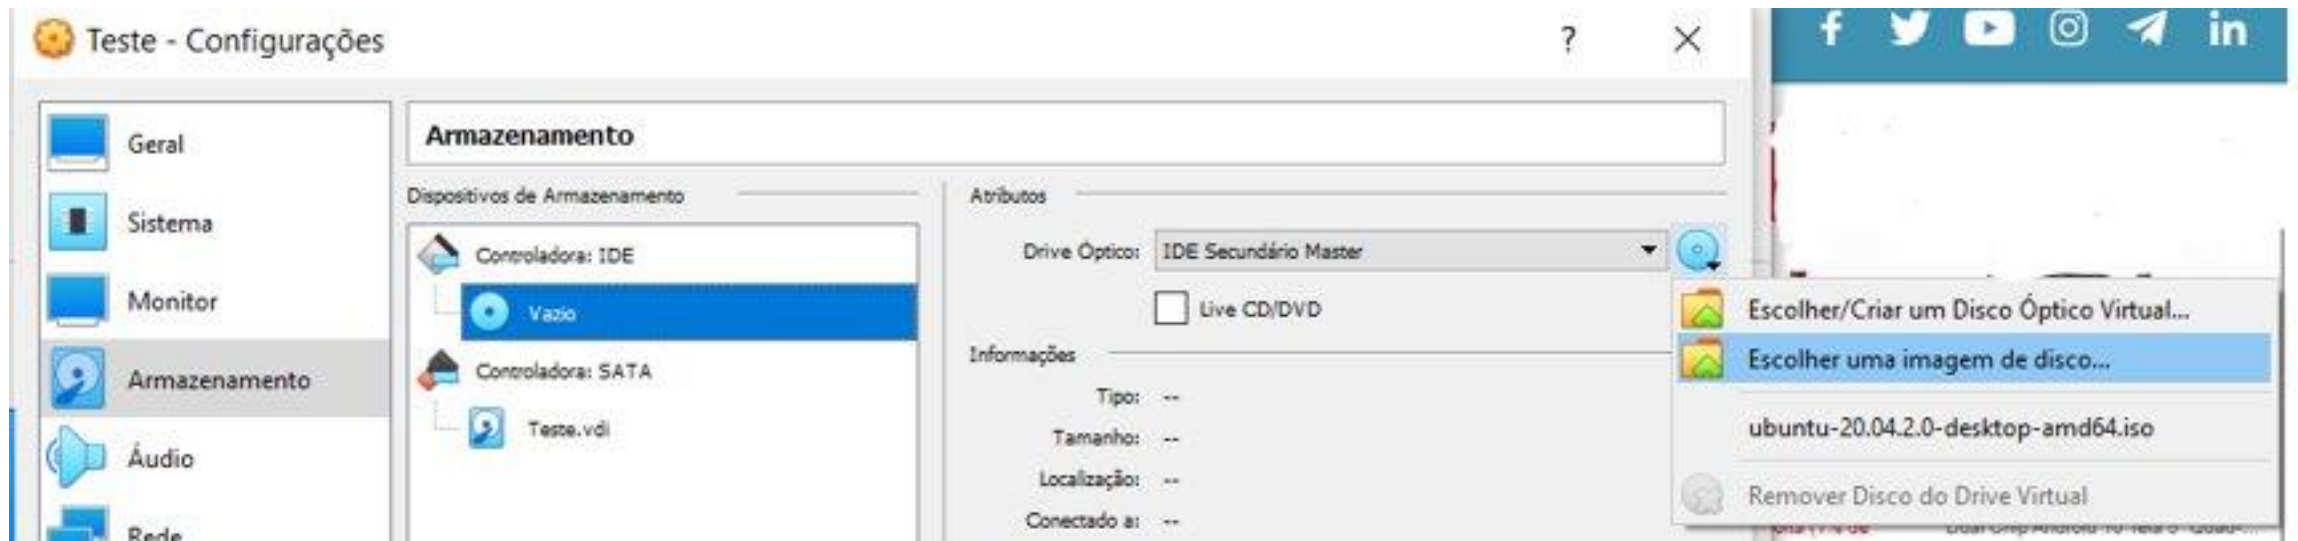 Teste - Configurações
?
Geral
Sistema
Monitor
Armazenamento
Áudio
Rede
Armazenamento
Dispositivos de Armazenamento
Controladora: IDE
Vazio
Controladora: SATA
Teste.vdi
Atributos
Drive Óptico: IDE Secundário Master
Live CD/DVD
Informações
Tipo: --
Tamanho: --
Localização: --
Conectado a: --
Escolher/Criar um Disco Óptico Virtual...
Escolher uma imagem de disco...
ubuntu-20.04.2.0-desktop-amd64.iso
Remover Disco do Drive Virtual